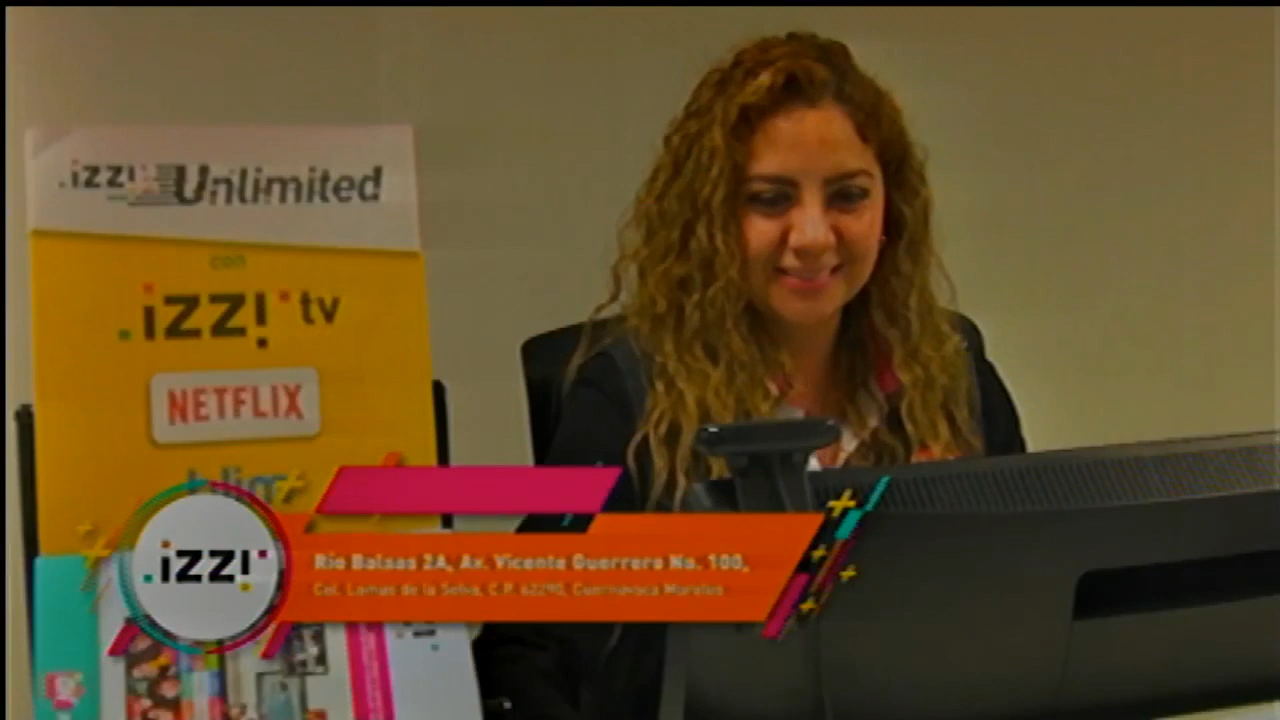 .izzi Unlimited
con
.izzi tv
NETFLIX
.izzi
Río Balsas 2A, Av. Vicente Guerrero No. 100,
Col. Lomas de la Selva, C.P. 62290, Cuernavaca Morelos